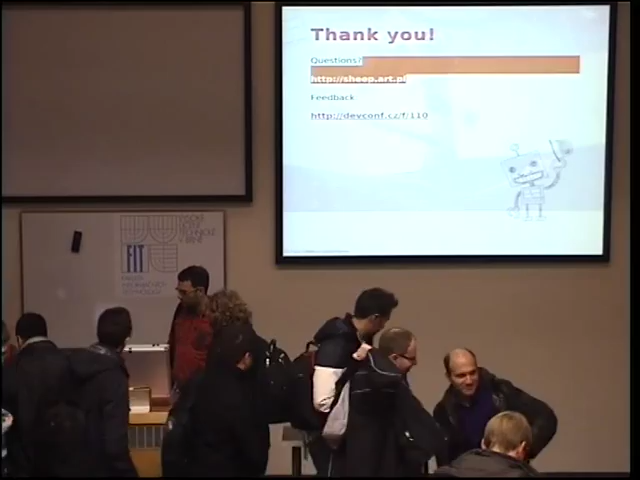 Thank you!
Questions?
http://sheep.art.pl
Feedback:
http://devconf.cz/f/110
FIT